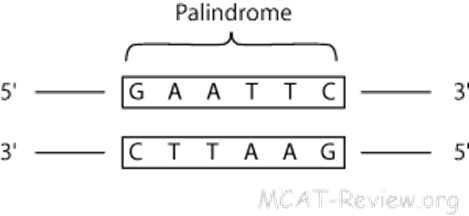 Palindrome
5' G A A T T C 3'
3' C T T A A G 5'
MCAT-Review.org